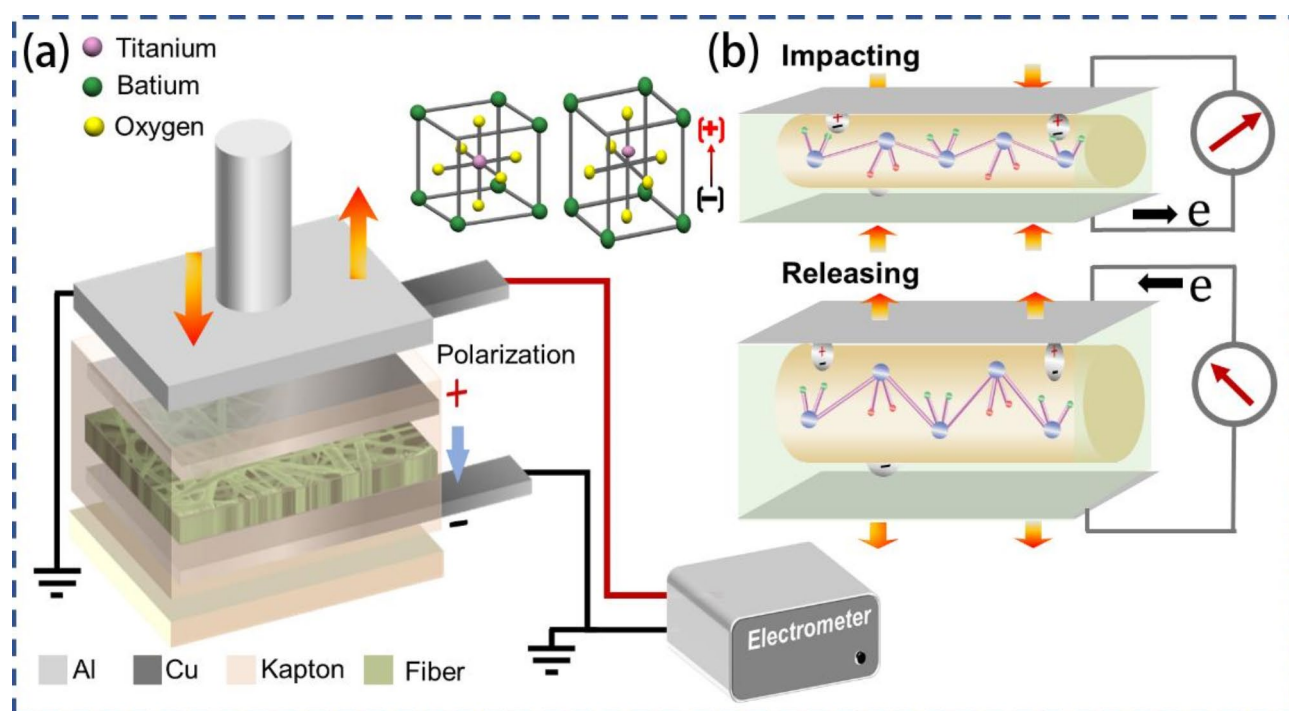 (a)
Titanium
Batium
Oxygen
(+)
(-)
Polarization
+
-
Electrometer
Al
Cu
Kapton
Fiber
(b)
Impacting
+
-
+
-
e
Releasing
e
+
-
+
-